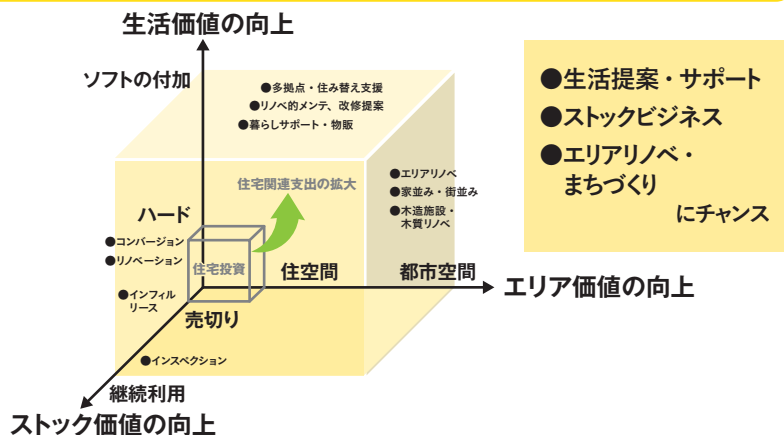 生活価値の向上
ソフトの付加
●多拠点・住み替え支援
●リノベ的メンテ、改修提案
●暮らしサポート・物販
住宅関連支出の拡大
●エリアリノベ
●家並み・街並み
●木造施設・
木質リノベ
ハード
●コンバージョン
●リノベーション
住宅投資
住空間
都市空間
エリア価値の向上
●インフィル
リース
売切り
●インスペクション
継続利用
ストック価値の向上
●生活提案・サポート
●ストックビジネス
●エリアリノベ・
まちづくり
にチャンス